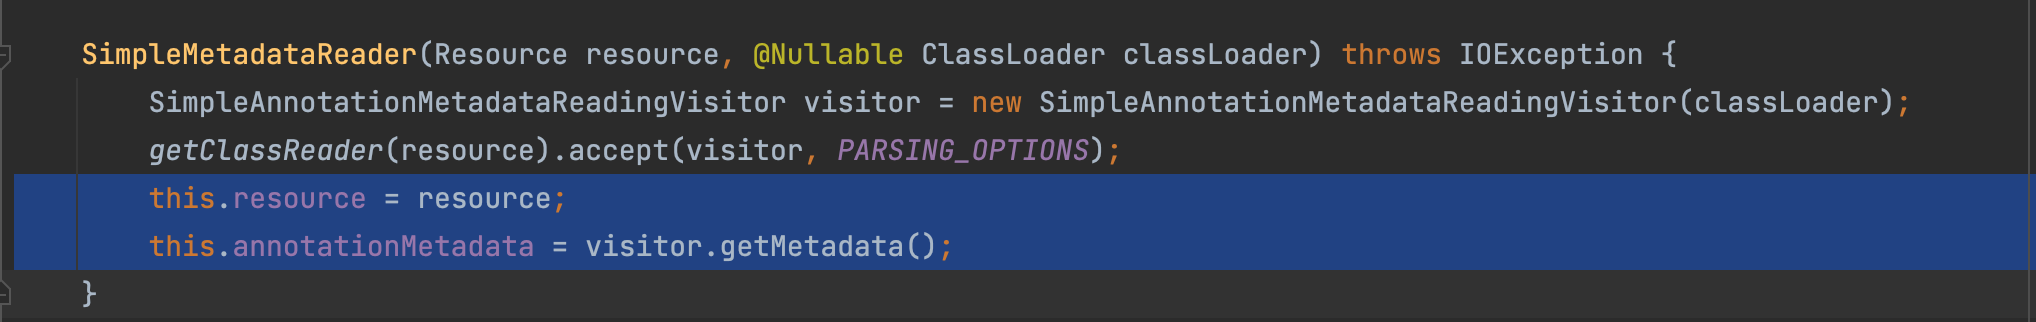 SimpleMetadataReader(Resource resource, @Nullable ClassLoader classLoader) throws IOException {
SimpleAnnotationMetadataReadingVisitor visitor = new SimpleAnnotationMetadataReadingVisitor(classLoader);
getClassReader(resource).accept(visitor, PARSING_OPTIONS);
this.resource = resource;
this.annotationMetadata = visitor.getMetadata();
}